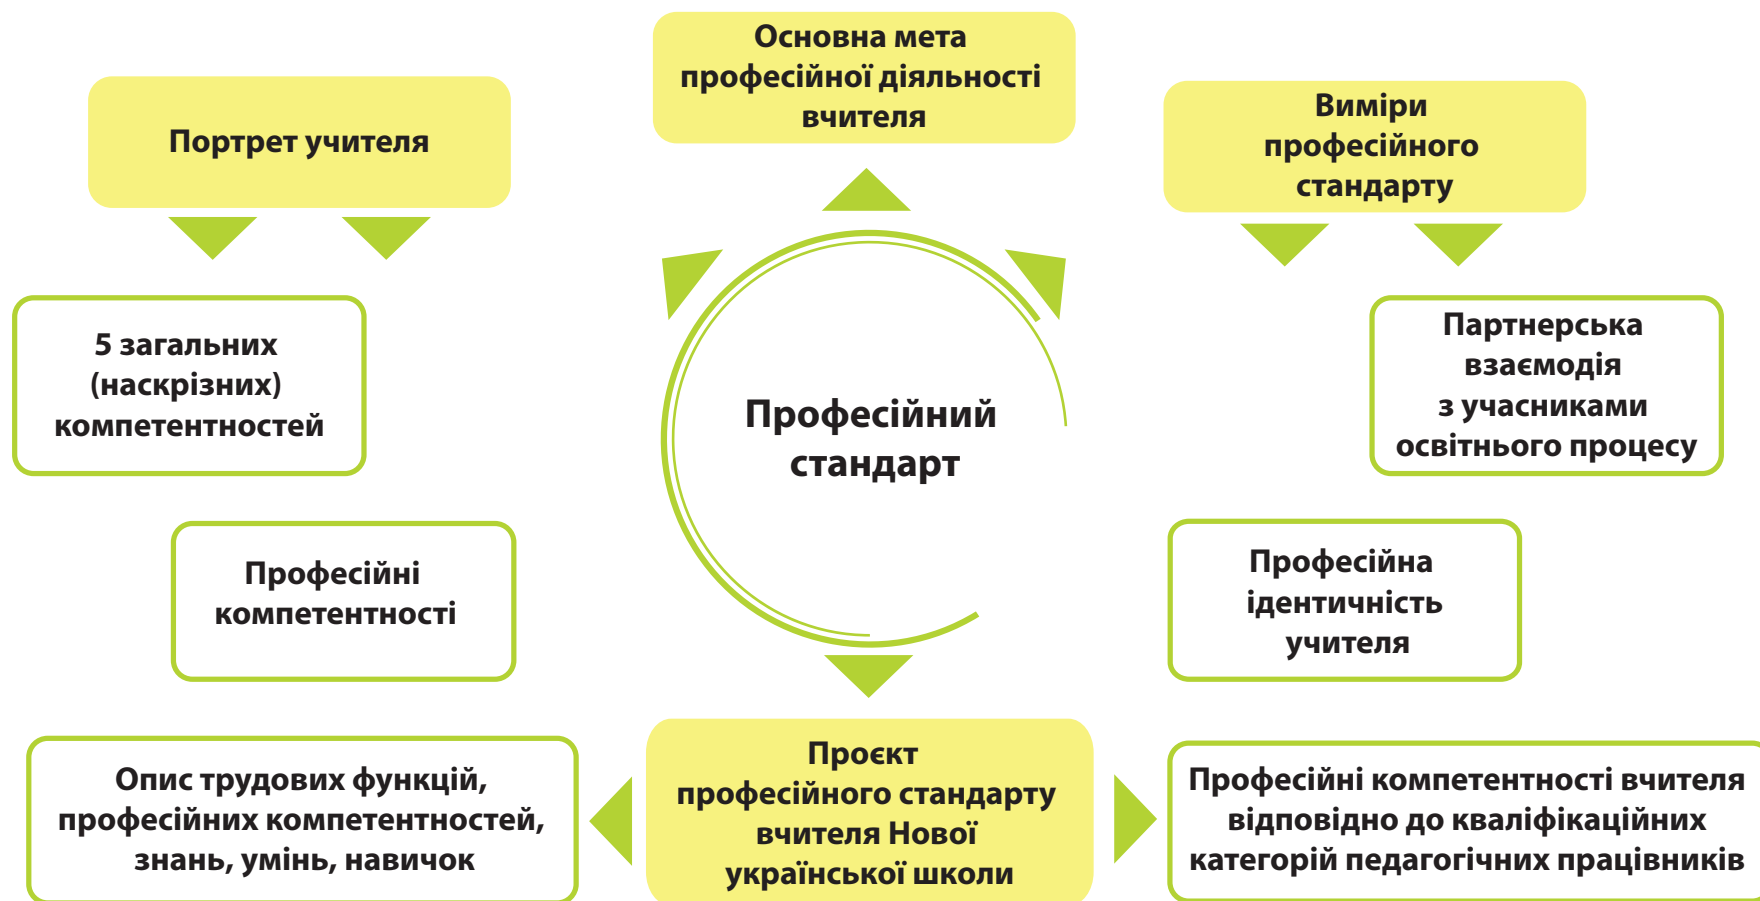 Основна мета
професійної діяльності
вчителя
Портрет учителя
Виміри
професійного
стандарту
5 загальних
(наскрізних)
компетентностей
Партнерська
взаємодія
з учасниками
освітнього процесу
Професійний
стандарт
Професійні
компетентності
Професійна
ідентичність
учителя
Опис трудових функцій,
професійних компетентностей,
знань, умінь, навичок
Проєкт
професійного стандарту
вчителя Нової
української школи
Професійні компетентності вчителя
відповідно до кваліфікаційних
категорій педагогічних працівників